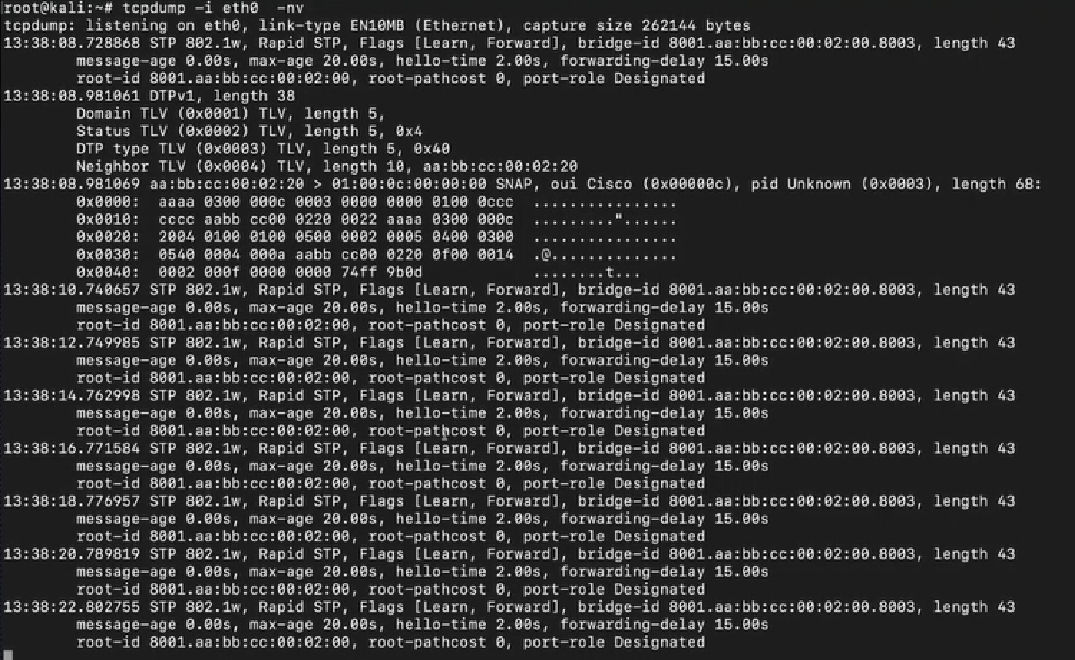 root@kali:~# tcpdump -i eth0  -nv
tcpdump: listening on eth0, link-type EN10MB (Ethernet), capture size 262144 bytes
13:38:08.728868 STP 802.1w, Rapid STP, Flags [Learn, Forward], bridge-id 8001.aa:bb:cc:00:02:00.8003, length 43
        message-age 0.00s, max-age 20.00s, hello-time 2.00s, forwarding-delay 15.00s
        root-id 8001.aa:bb:cc:00:02:00, root-pathcost 0, port-role Designated
13:38:08.981061 DTPv1, length 38
        Domain TLV (0x0001) TLV, length 5,
        Status TLV (0x0002) TLV, length 5, 0x4
        DTP type TLV (0x0003) TLV, length 5, 0x40
        Neighbor TLV (0x0004) TLV, length 10, aa:bb:cc:00:02:20
13:38:08.981069 aa:bb:cc:00:02:20 > 01:00:0c:00:00:00 SNAP, oui Cisco (0x00000c), pid Unknown (0x0003), length 68:
        0x0000:  aaaa 0300 000c 0003 0000 0000 0100 0ccc  ................
        0x0010:  cccc aabb cc00 0220 0022 aaaa 0300 000c  ........."......
        0x0020:  2004 0100 0100 0500 0002 0005 0400 0300  ................
        0x0030:  0540 0004 000a aabb cc00 0220 0f00 0014  .@..............
        0x0040:  0002 000f 0000 0000 74ff 9b0d            ........t...
13:38:10.740657 STP 802.1w, Rapid STP, Flags [Learn, Forward], bridge-id 8001.aa:bb:cc:00:02:00.8003, length 43
        message-age 0.00s, max-age 20.00s, hello-time 2.00s, forwarding-delay 15.00s
        root-id 8001.aa:bb:cc:00:02:00, root-pathcost 0, port-role Designated
13:38:12.749985 STP 802.1w, Rapid STP, Flags [Learn, Forward], bridge-id 8001.aa:bb:cc:00:02:00.8003, length 43
        message-age 0.00s, max-age 20.00s, hello-time 2.00s, forwarding-delay 15.00s
        root-id 8001.aa:bb:cc:00:02:00, root-pathcost 0, port-role Designated
13:38:14.762998 STP 802.1w, Rapid STP, Flags [Learn, Forward], bridge-id 8001.aa:bb:cc:00:02:00.8003, length 43
        message-age 0.00s, max-age 20.00s, hello-time 2.00s, forwarding-delay 15.00s
        root-id 8001.aa:bb:cc:00:02:00, root-pathcost 0, port-role Designated
13:38:16.771584 STP 802.1w, Rapid STP, Flags [Learn, Forward], bridge-id 8001.aa:bb:cc:00:02:00.8003, length 43
        message-age 0.00s, max-age 20.00s, hello-time 2.00s, forwarding-delay 15.00s
        root-id 8001.aa:bb:cc:00:02:00, root-pathcost 0, port-role Designated
13:38:18.776957 STP 802.1w, Rapid STP, Flags [Learn, Forward], bridge-id 8001.aa:bb:cc:00:02:00.8003, length 43
        message-age 0.00s, max-age 20.00s, hello-time 2.00s, forwarding-delay 15.00s
        root-id 8001.aa:bb:cc:00:02:00, root-pathcost 0, port-role Designated
13:38:20.789819 STP 802.1w, Rapid STP, Flags [Learn, Forward], bridge-id 8001.aa:bb:cc:00:02:00.8003, length 43
        message-age 0.00s, max-age 20.00s, hello-time 2.00s, forwarding-delay 15.00s
        root-id 8001.aa:bb:cc:00:02:00, root-pathcost 0, port-role Designated
13:38:22.802755 STP 802.1w, Rapid STP, Flags [Learn, Forward], bridge-id 8001.aa:bb:cc:00:02:00.8003, length 43
        message-age 0.00s, max-age 20.00s, hello-time 2.00s, forwarding-delay 15.00s
        root-id 8001.aa:bb:cc:00:02:00, root-pathcost 0, port-role Designated